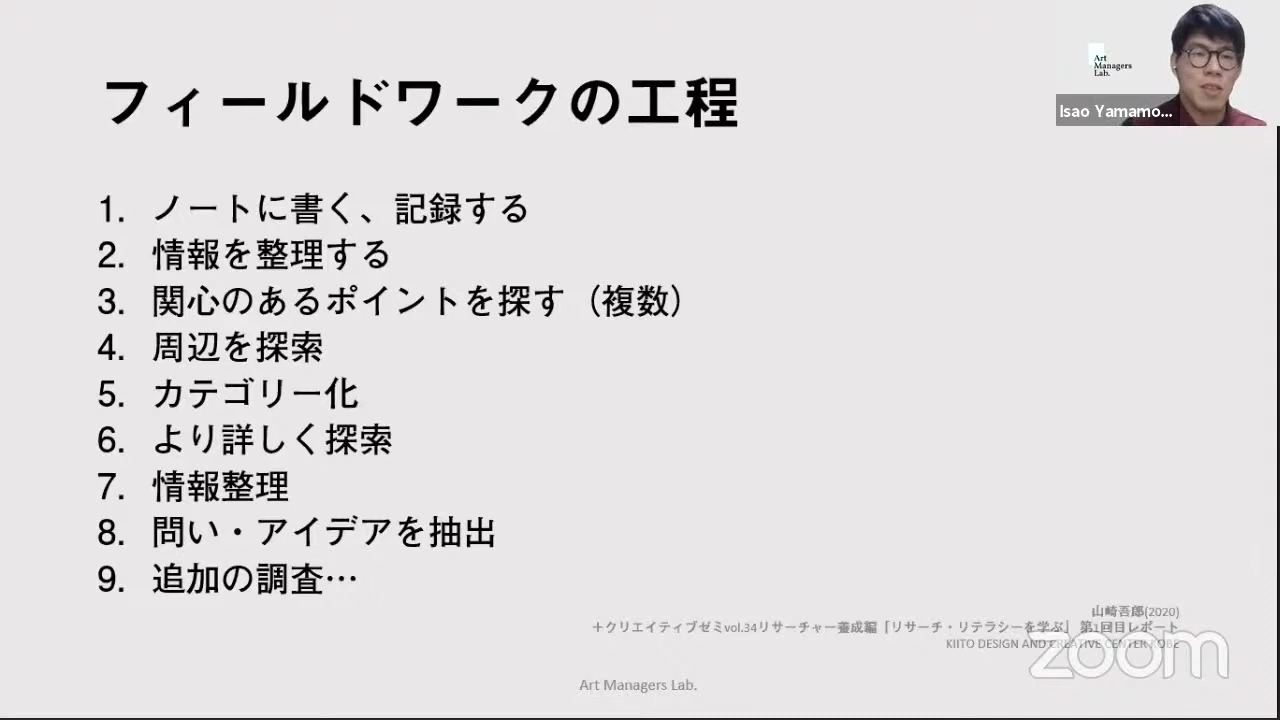 フィールドワークの工程
Art
Managers
Lab.
Isao Yamamo...
1. ノートに書く、記録する
2. 情報を整理する
3. 関心のあるポイントを探す（複数）
4. 周辺を探索
5. カテゴリー化
6. より詳しく探索
7. 情報整理
8. 問い・アイデアを抽出
9. 追加の調査…
山崎吾郎(2020)
＋クリエイティブゼミvol.34リサーチャー養成編「リサーチ・リテラシーを学ぶ」 第1回目レポート
KIITO DESIGN AND CREATIVE CENTER KOBE
zoom
Art Managers Lab.